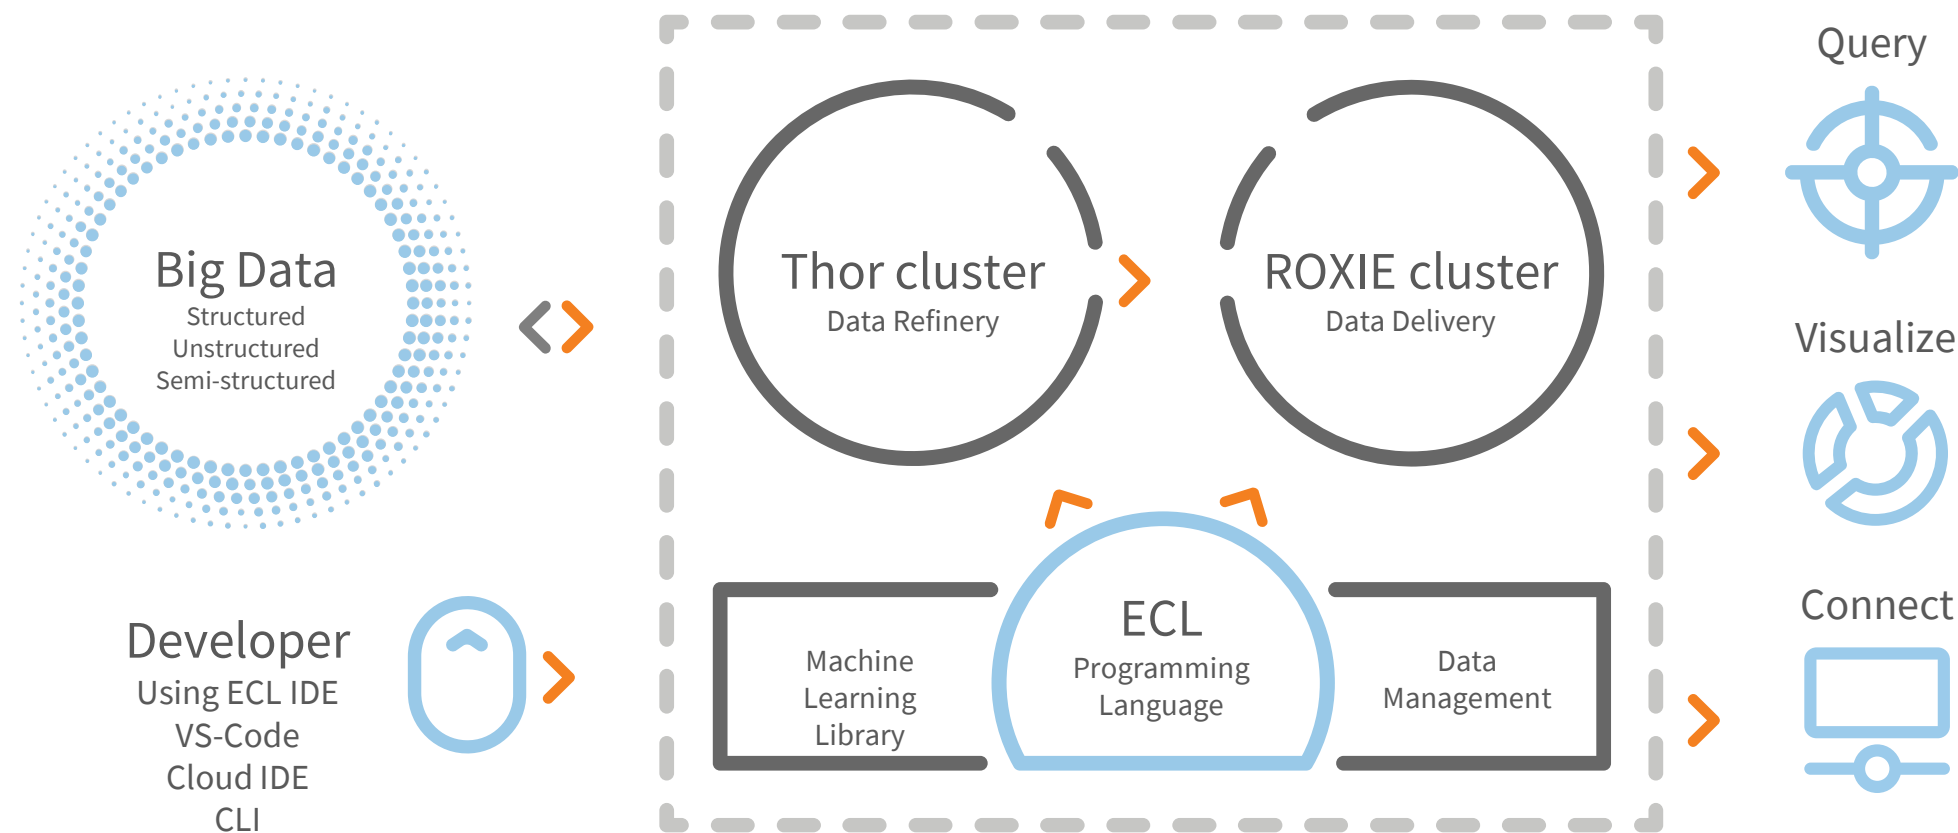 Big Data
Structured
Unstructured
Semi-structured
Developer
Using ECL IDE
VS-Code
Cloud IDE
CLI
Thor cluster
Data Refinery
ROXIE cluster
Data Delivery
Machine
Learning
Library
ECL
Programming
Language
Data
Management
Query
Visualize
Connect